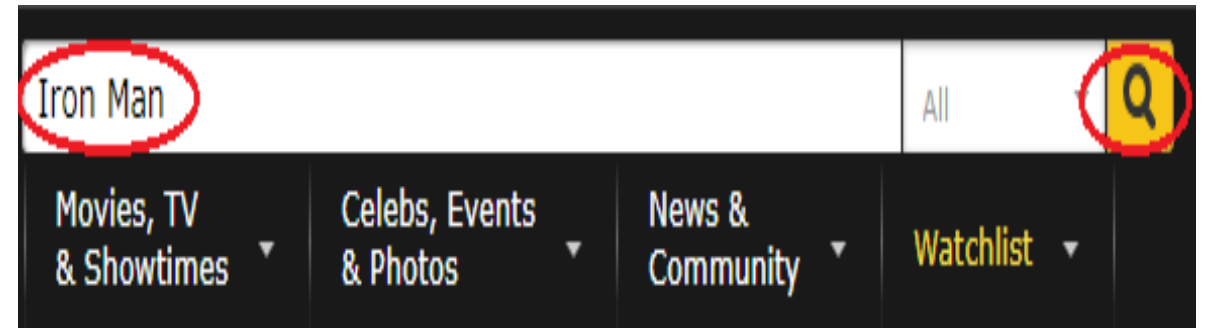 Iron Man
All
Movies, TV
& Showtimes
Celebs, Events
& Photos
News &
Community
Watchlist